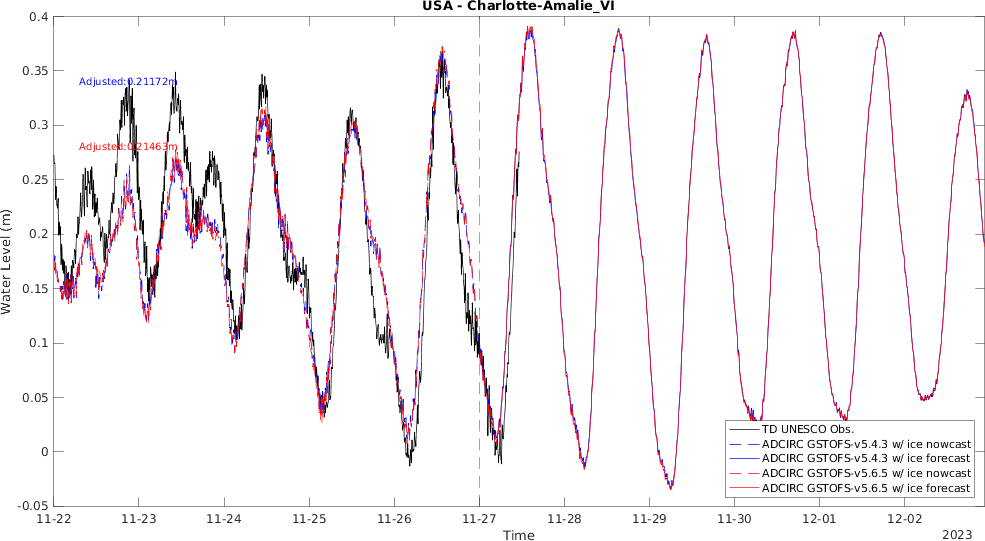 USA - Charlotte-Amalie_VI
0.4
0.35
0.3
0.25
0.2
0.15
0.1
0.05
0
-0.05
Water Level (m)
Adjusted:0.21172m
Adjusted:0.21463m
TD UNESCO Obs.
ADCIRC GSTOFS-v5.4.3 w/ ice nowcast
ADCIRC GSTOFS-v5.4.3 w/ ice forecast
ADCIRC GSTOFS-v5.6.5 w/ ice nowcast
ADCIRC GSTOFS-v5.6.5 w/ ice forecast
11-22 11-23 11-24 11-25 11-26 11-27 11-28 11-29 11-30 12-01 12-02
Time
2023